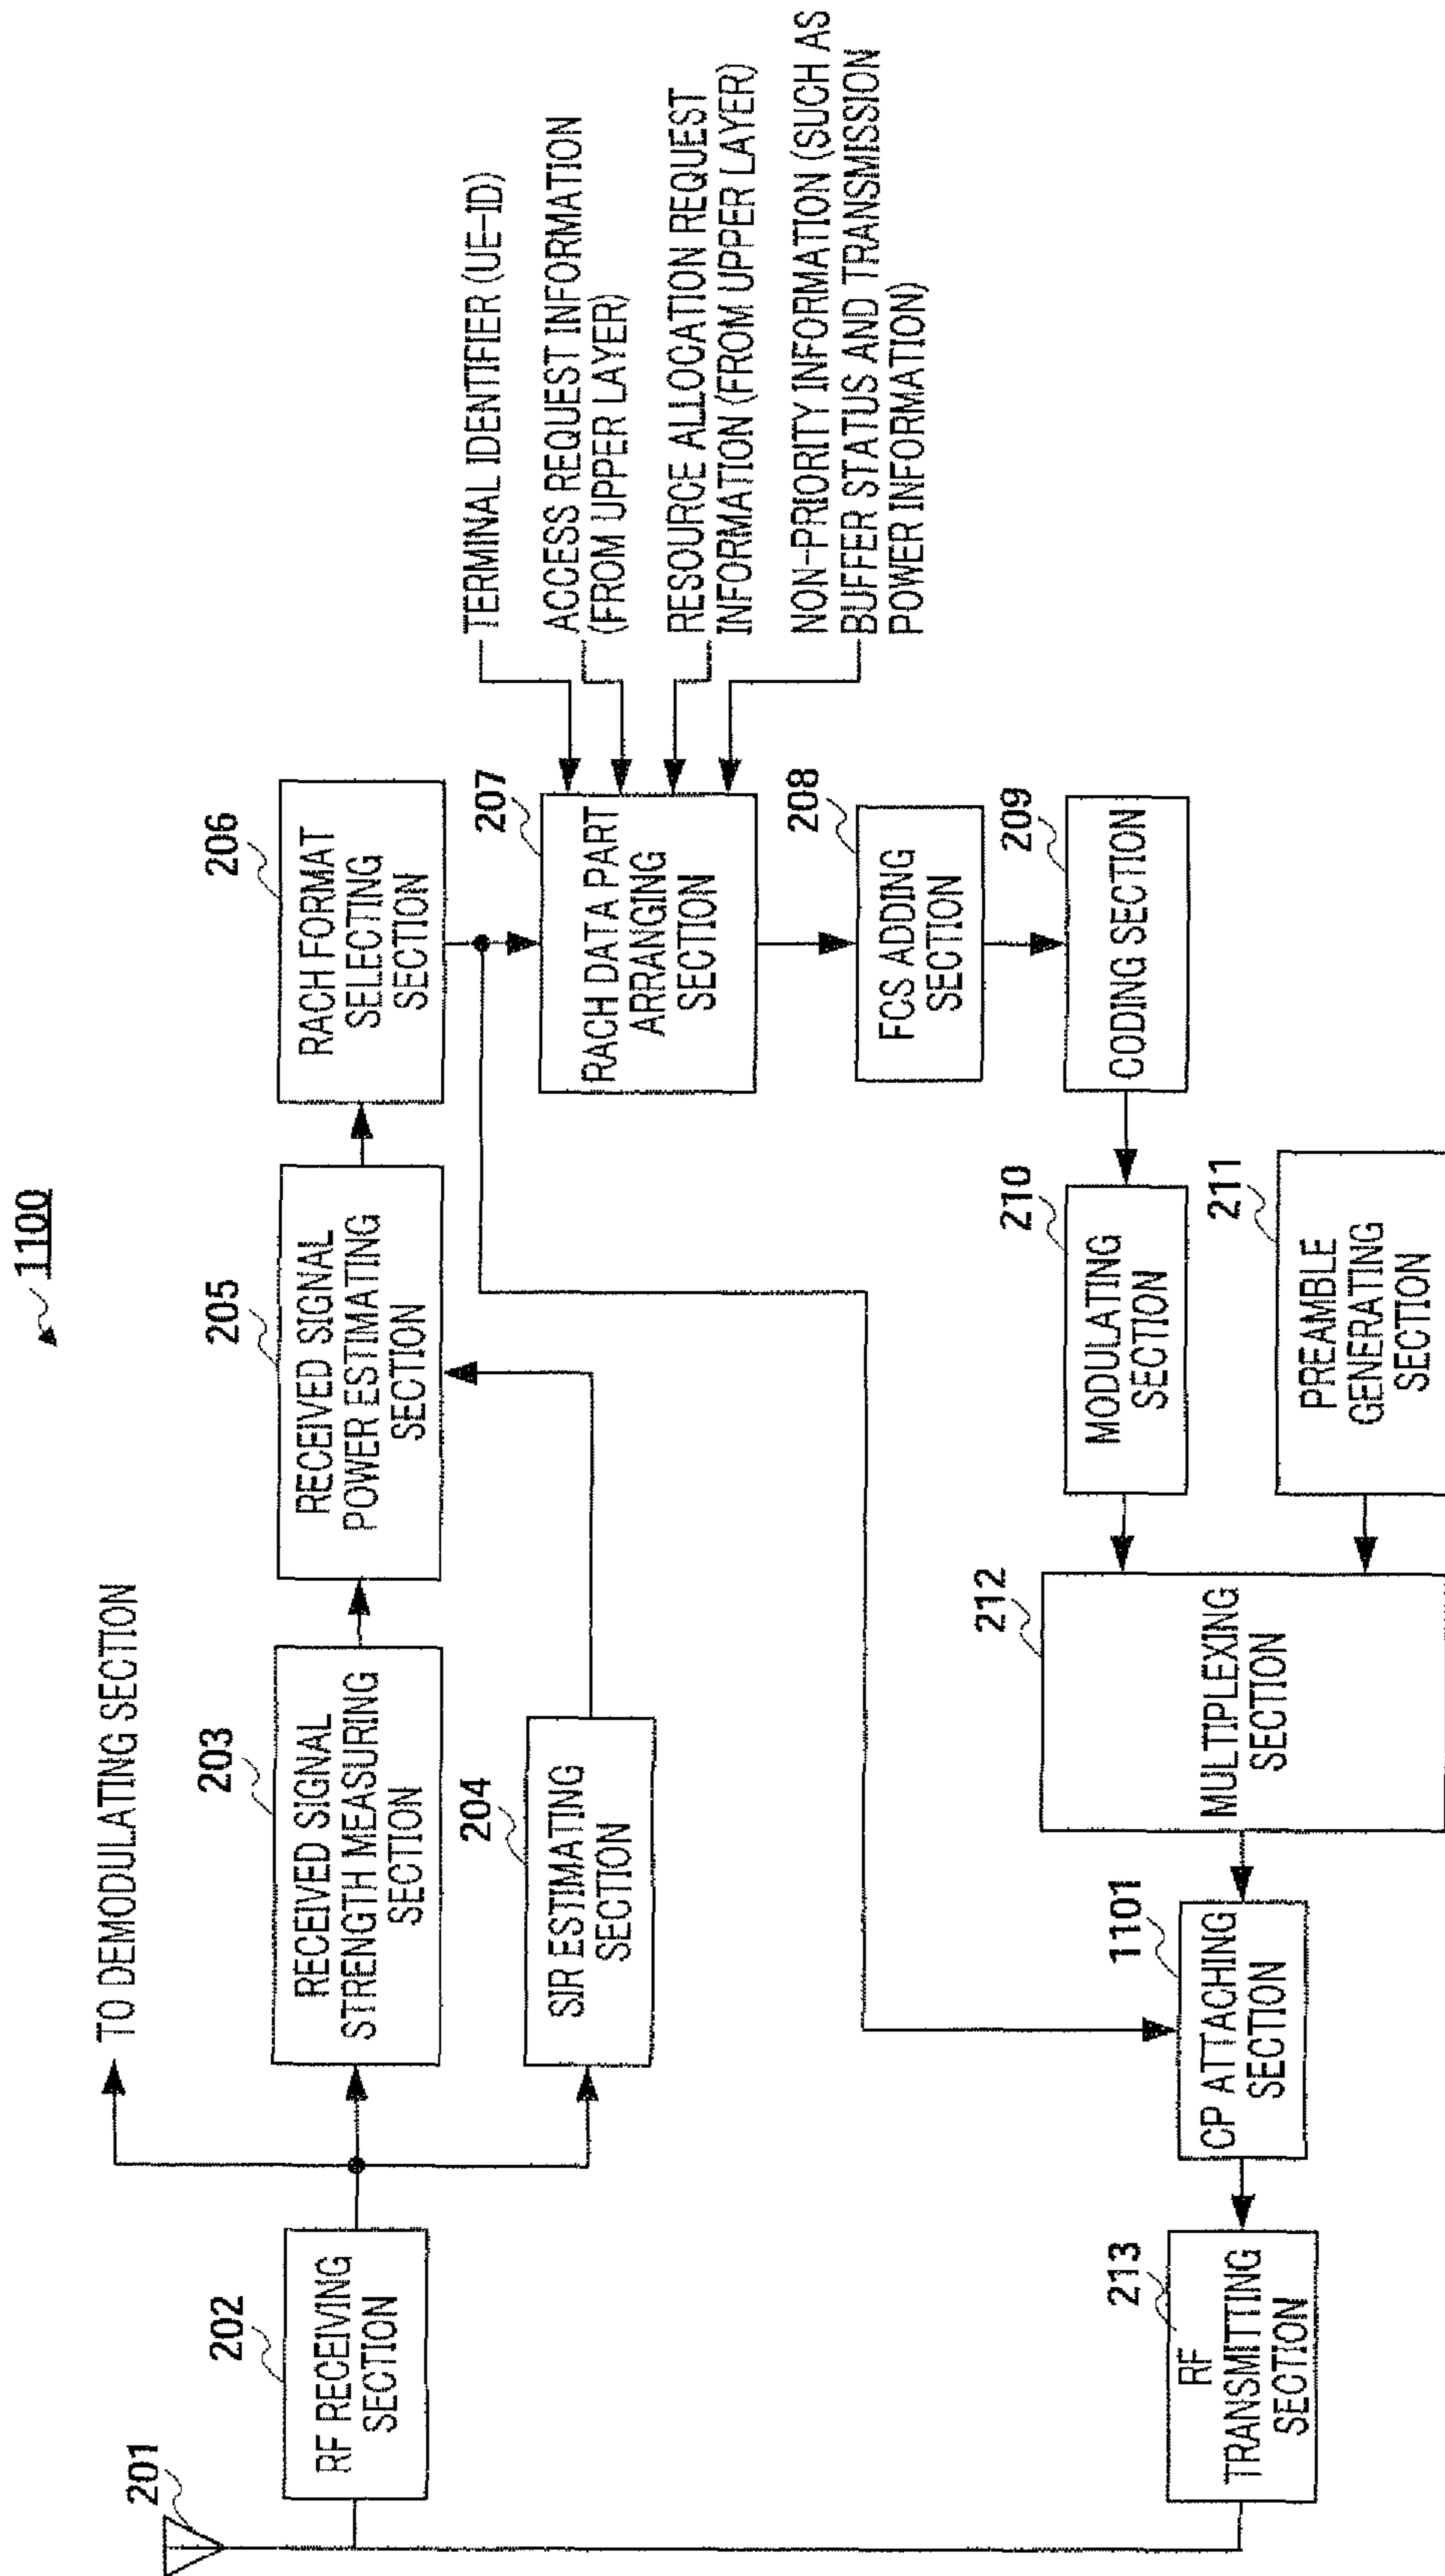 1100
TO DEMODULATING SECTION
201
202
RF RECEIVING
SECTION
203
RECEIVED SIGNAL
STRENGTH MEASURING
SECTION
204
SIR ESTIMATING
SECTION
205
RECEIVED SIGNAL
POWER ESTIMATING
SECTION
206
RACH FORMAT
SELECTING
SECTION
TERMINAL IDENTIFIER (UE-ID)
ACCESS REQUEST INFORMATION
(FROM UPPER LAYER)
RESOURCE ALLOCATION REQUEST
INFORMATION (FROM UPPER LAYER)
NON-PRIORITY INFORMATION (SUCH AS
BUFFER STATUS AND TRANSMISSION
POWER INFORMATION)
207
RACH DATA PART
ARRANGING
SECTION
208
FCS ADDING
SECTION
209
CODING SECTION
210
MODULATING
SECTION
211
PREAMBLE
GENERATING
SECTION
212
MULTIPLEXING
SECTION
1101
CP ATTACHING
SECTION
213
RF
TRANSMITTING
SECTION